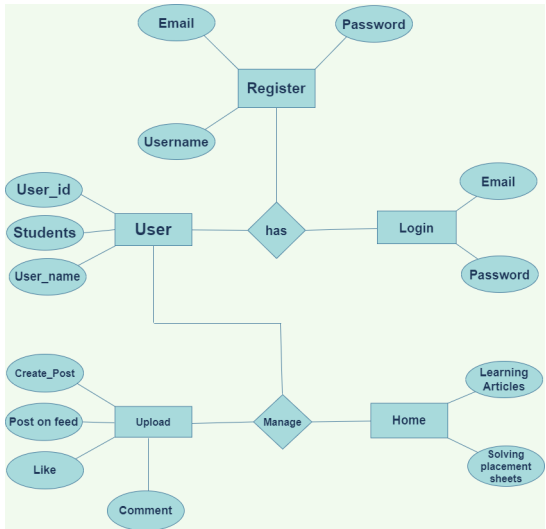 Email
Password
Register
Username
User_id
Email
Students
User
has
Login
User_name
Password
Create_Post
Learning
Articles
Post on feed
Upload
Manage
Home
Like
Solving
placement
sheets
Comment